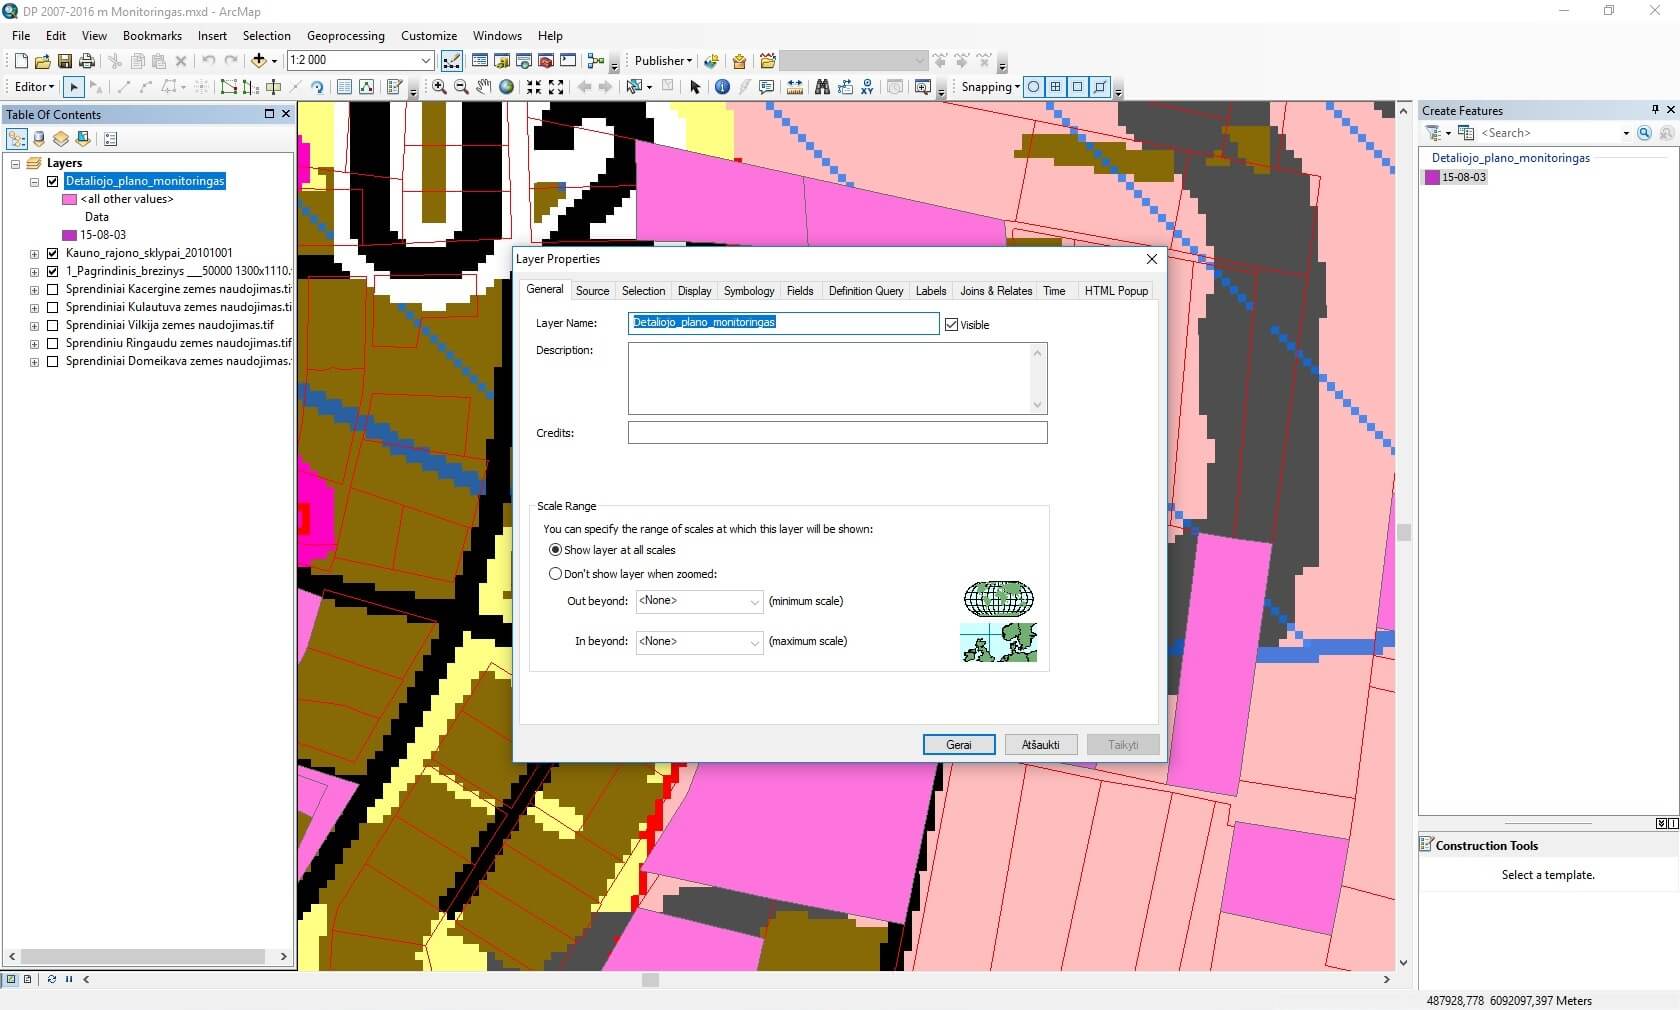 DP 2007-2016 m Monitoringas.mxd - ArcMap
File Edit View Bookmarks Insert Selection Geoprocessing Customize Windows Help
1:2 000 Publisher
Editor Snapping
Table Of Contents
Layers
Detaliojo_plano_monitoringas
<all other values>
Data
15-08-03
Kauno_rajono_sklypai_20101001
1_Pagrindinis_brezinys ___50000 1300x1110.
Sprendiniai Kacergine zemes naudojimas.tif
Sprendiniai Kulautuva zemes naudojimas.tif
Sprendiniai Vilkija zemes naudojimas.tif
Sprendiniu Ringaudu zemes naudojimas.tif
Sprendiniai Domeikava zemes naudojimas.
Layer Properties
General Source Selection Display Symbology Fields Definition Query Labels Joins & Relates Time HTML Popup
Layer Name: Detaliojo_plano_monitoringas Visible
Description:
Credits:
Scale Range
You can specify the range of scales at which this layer will be shown:
Show layer at all scales
Don't show layer when zoomed:
Out beyond: <None> (minimum scale)
In beyond: <None> (maximum scale)
Gerai Atšaukti Taikyti
Create Features
<Search>
Detaliojo_plano_monitoringas
15-08-03
Construction Tools
Select a template.
487928,778 6092097,397 Meters